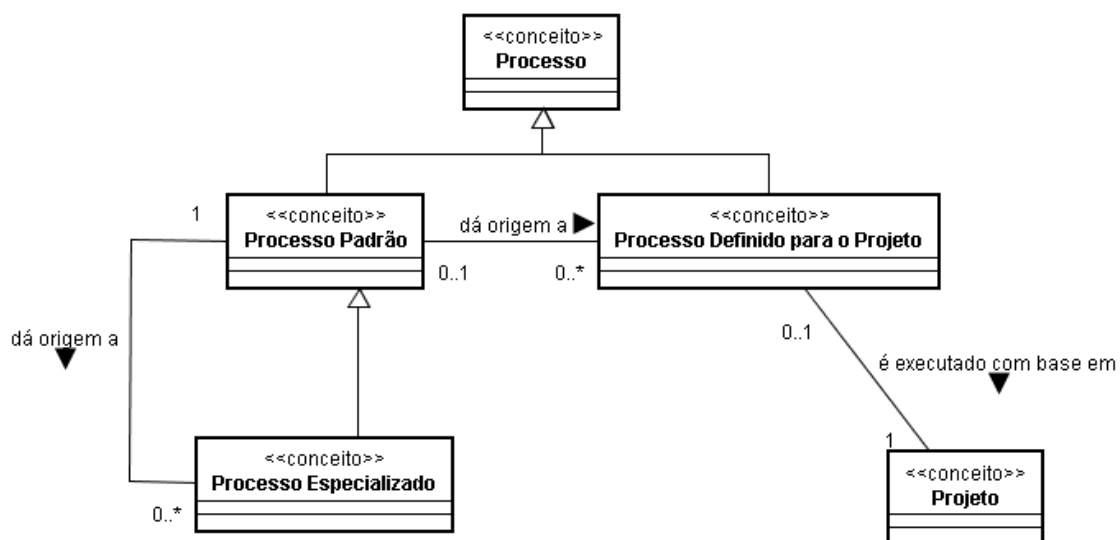 <<conceito>>
Processo
1
<<conceito>>
Processo Padrão
dá origem a
<<conceito>>
Processo Definido para o Projeto
0..1
0..*
dá origem a
0..1
é executado com base em
1
<<conceito>>
Processo Especializado
0..*
<<conceito>>
Projeto